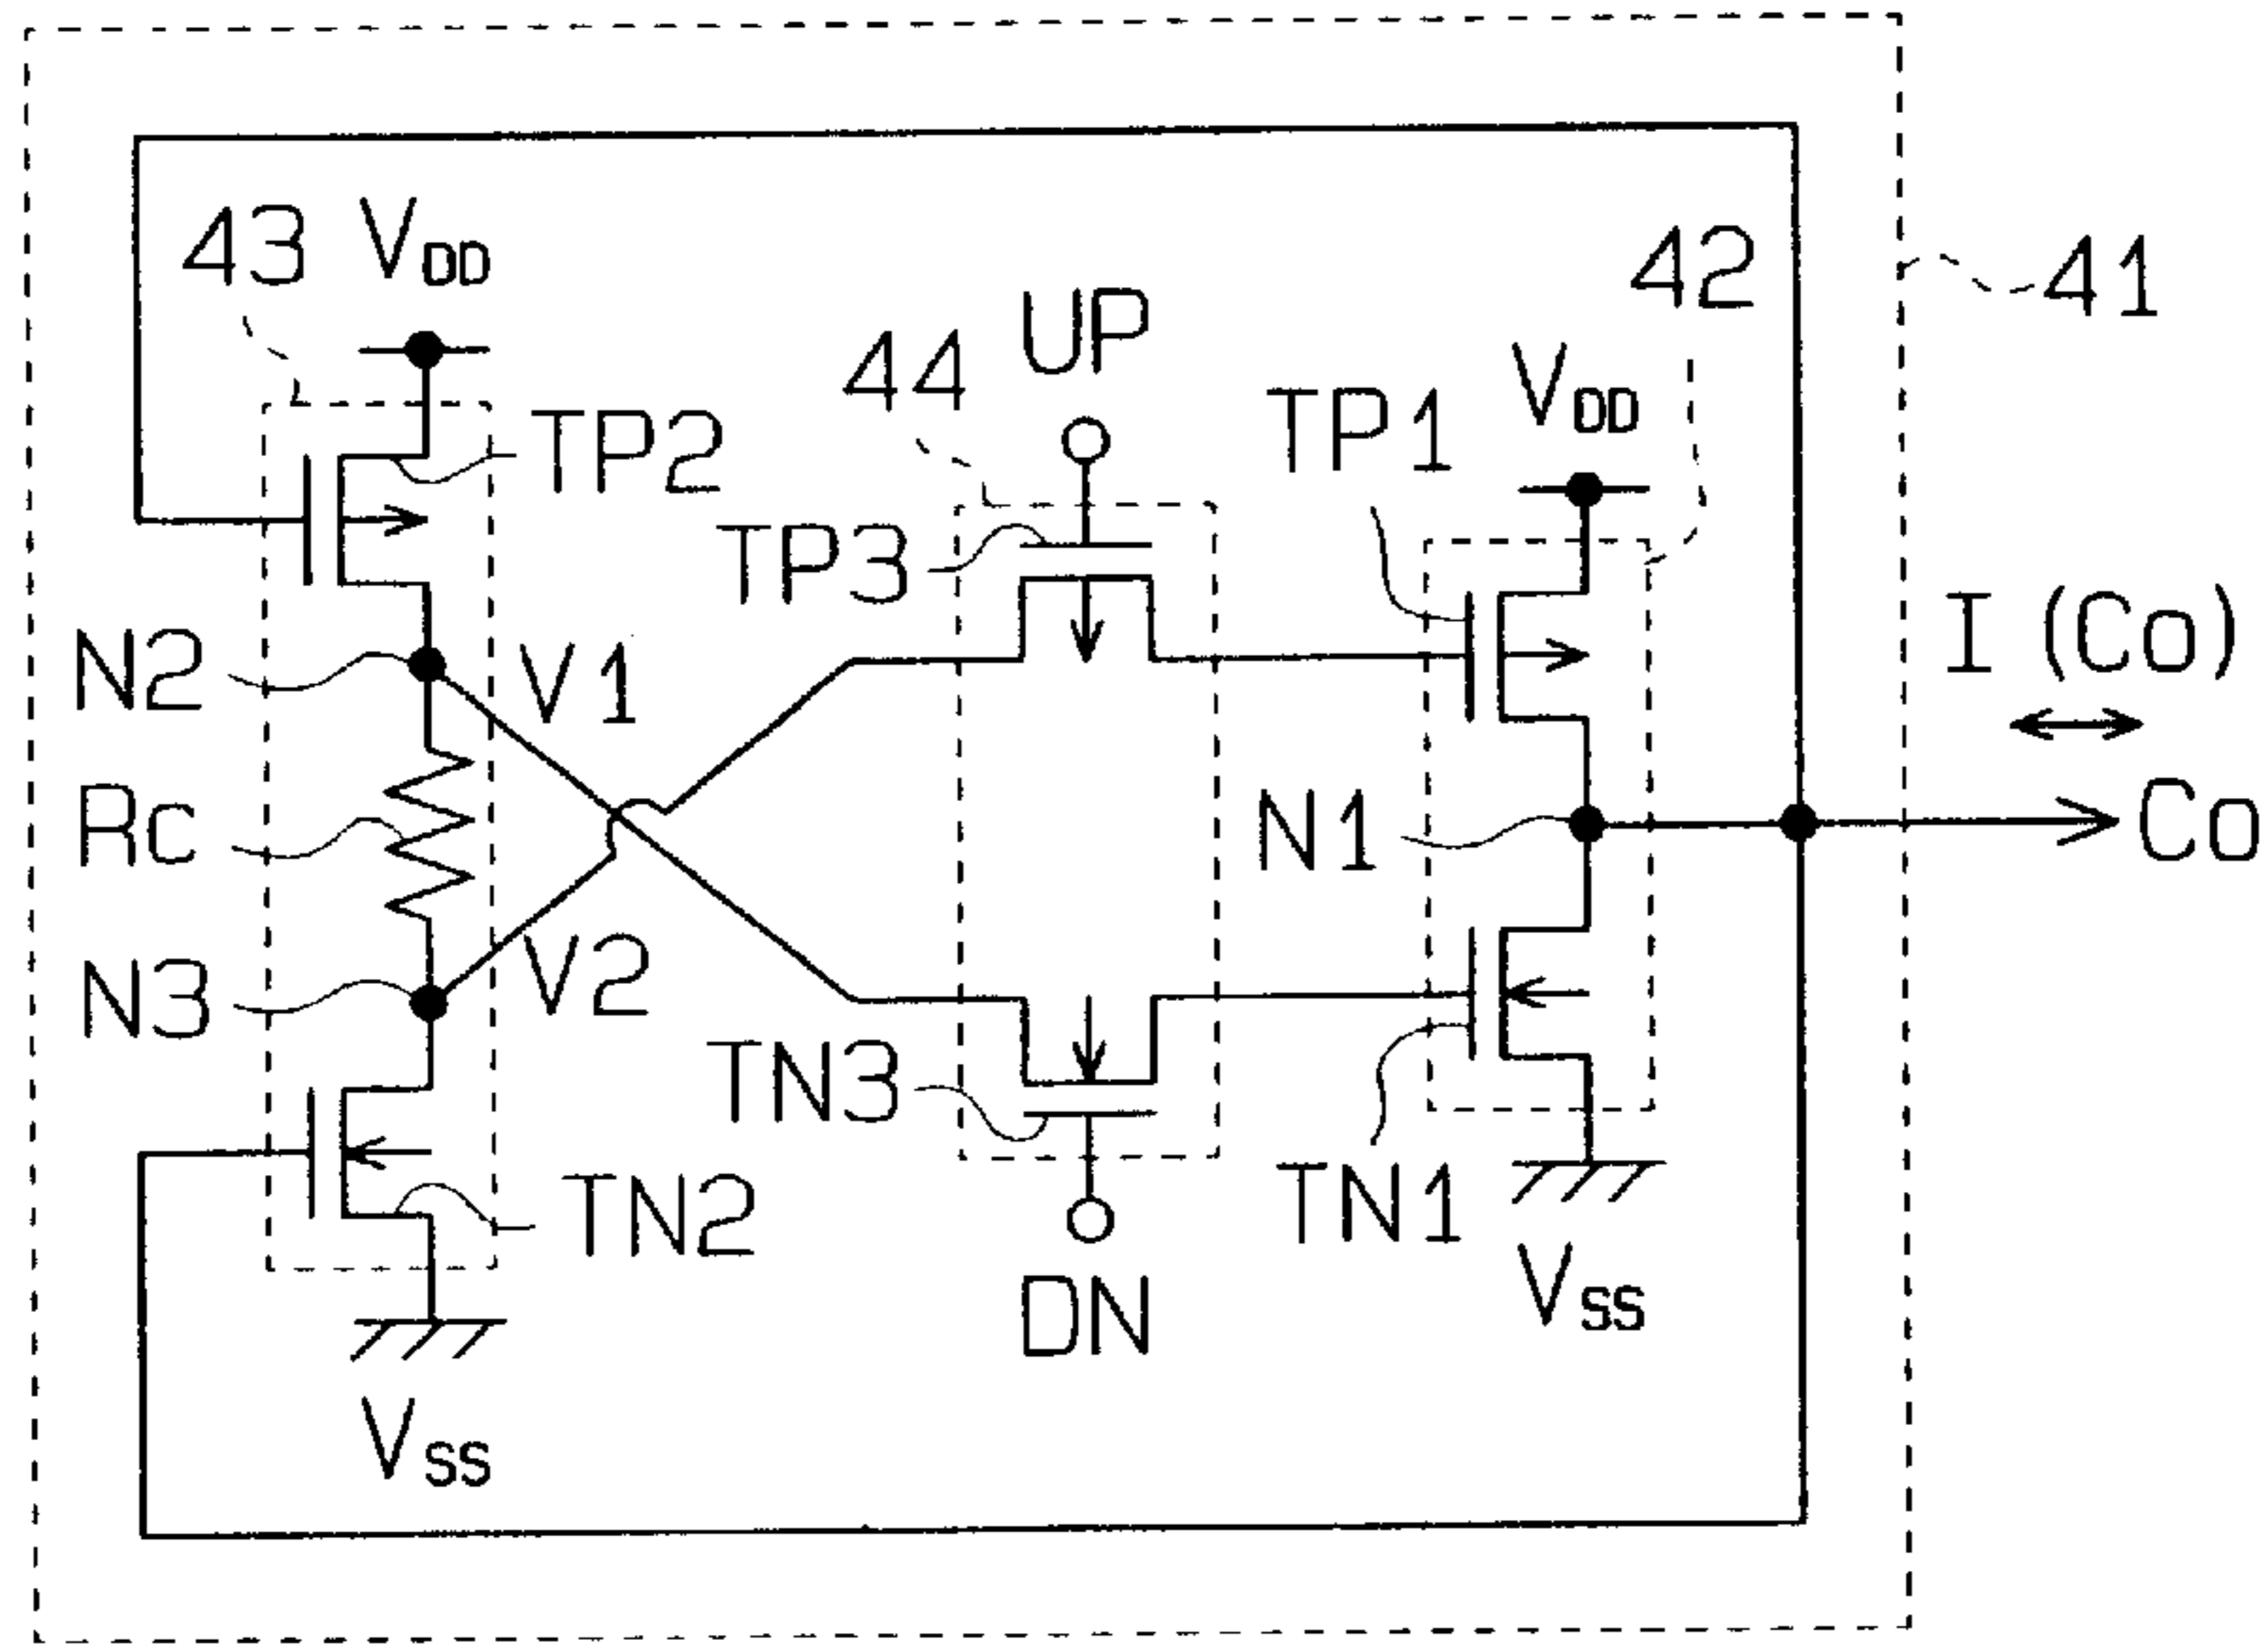 43
VDD
42
41
UP
44
TP1
VDD
TP2
TP3
I (Co)
N2
V1
Rc
N1
Co
N3
V2
TN3
TN2
TN1
VSS
DN
VSS